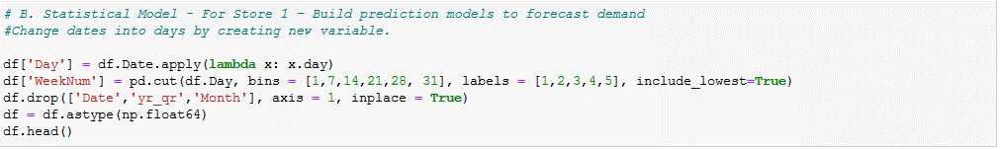 # B. Statistical Model - For Store 1 - Build prediction models to forecast demand
#Change dates into days by creating new variable.
df['Day'] = df.Date.apply(lambda x: x.day)
df['WeekNum'] = pd.cut(df.Day, bins = [1,7,14,21,28, 31], labels = [1,2,3,4,5], include_lowest=True)
df.drop(['Date','yr_qr','Month'], axis = 1, inplace = True)
df = df.astype(np.float64)
df.head()